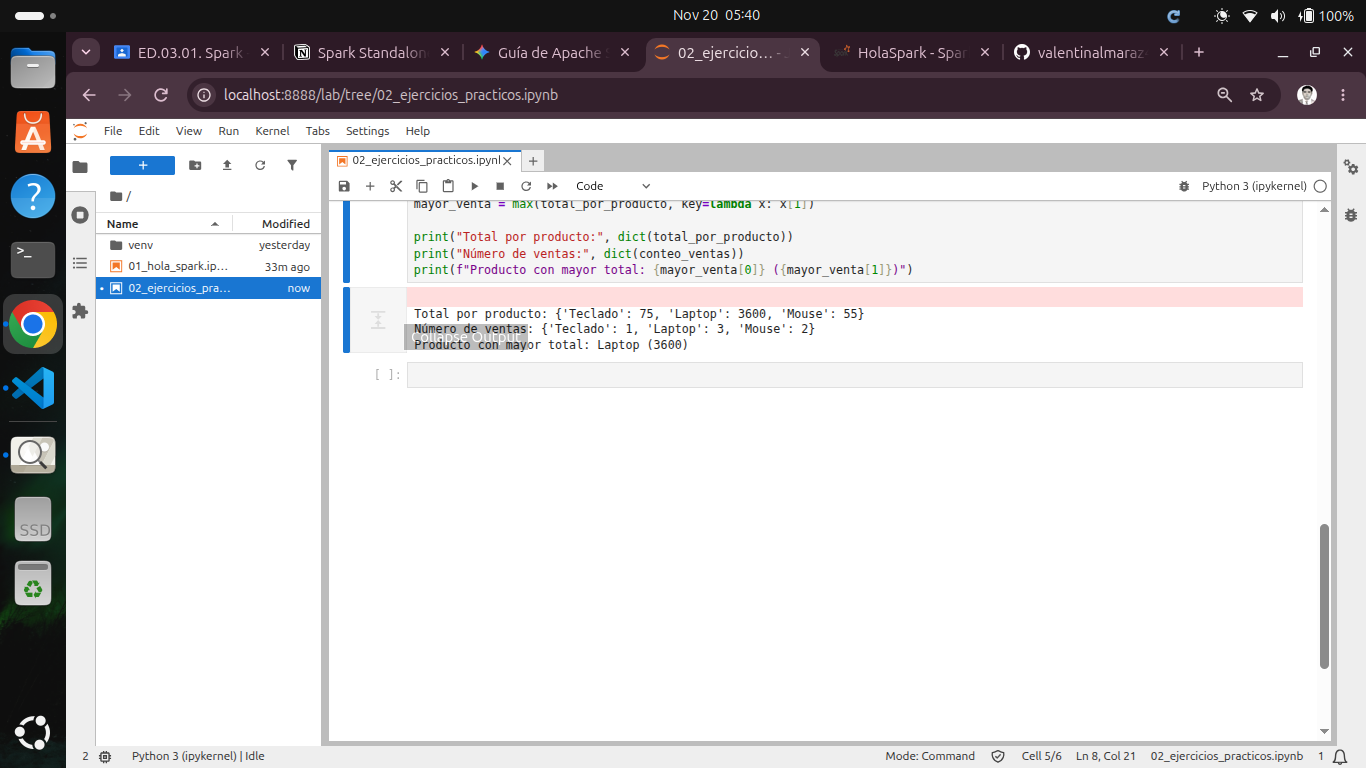 Nov 20 05:40
100%
ED.03.01. Spark
Spark Standalon
Guía de Apache
02_ejercicio…
HolaSpark - Spar
valentinalmaraz
localhost:8888/lab/tree/02_ejercicios_practicos.ipynb
File Edit View Run Kernel Tabs Settings Help
/
Name Modified
venv yesterday
01_hola_spark.ip… 33m ago
02_ejercicios_pra… now
02_ejercicios_practicos.ipynl
Code
Python 3 (ipykernel)
mayor_venta = max(total_por_producto, key=lambda x: x[1])
print("Total por producto:", dict(total_por_producto))
print("Número de ventas:", dict(conteo_ventas))
print(f"Producto con mayor total: {mayor_venta[0]} ({mayor_venta[1]})")
Total por producto: {'Teclado': 75, 'Laptop': 3600, 'Mouse': 55}
Número de ventas: {'Teclado': 1, 'Laptop': 3, 'Mouse': 2}
Collapse Output
Producto con mayor total: Laptop (3600)
[ ]:
SSD
2 Python 3 (ipykernel) | Idle
Mode: Command Cell 5/6 Ln 8, Col 21 02_ejercicios_practicos.ipynb 1